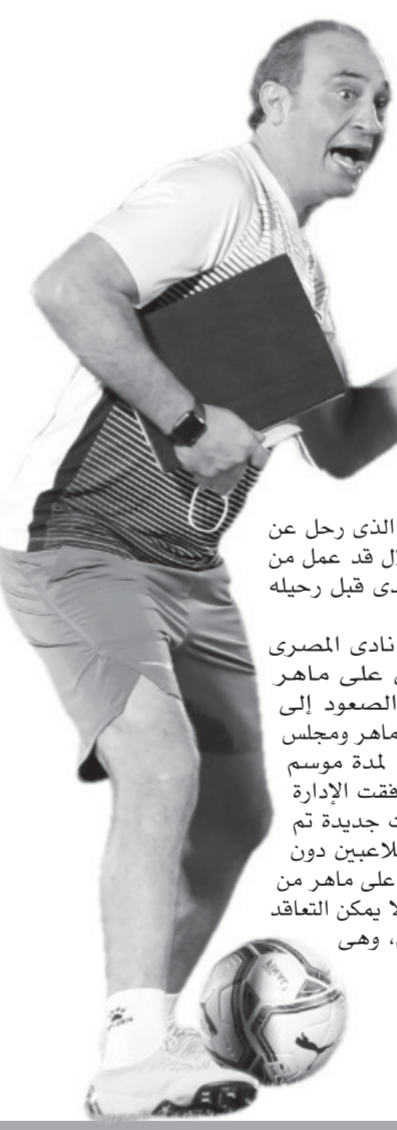 الذى رحل عن
ل قد عمل من
دى قبل رحيله
نادى المصرى
على ماهر
الصعود إلى
ماهر ومجلس
لمدة موسم
فقت الإدارة
ت جديدة تم
للاعبين دون
على ماهر من
لا يمكن التعاقد
، وهى